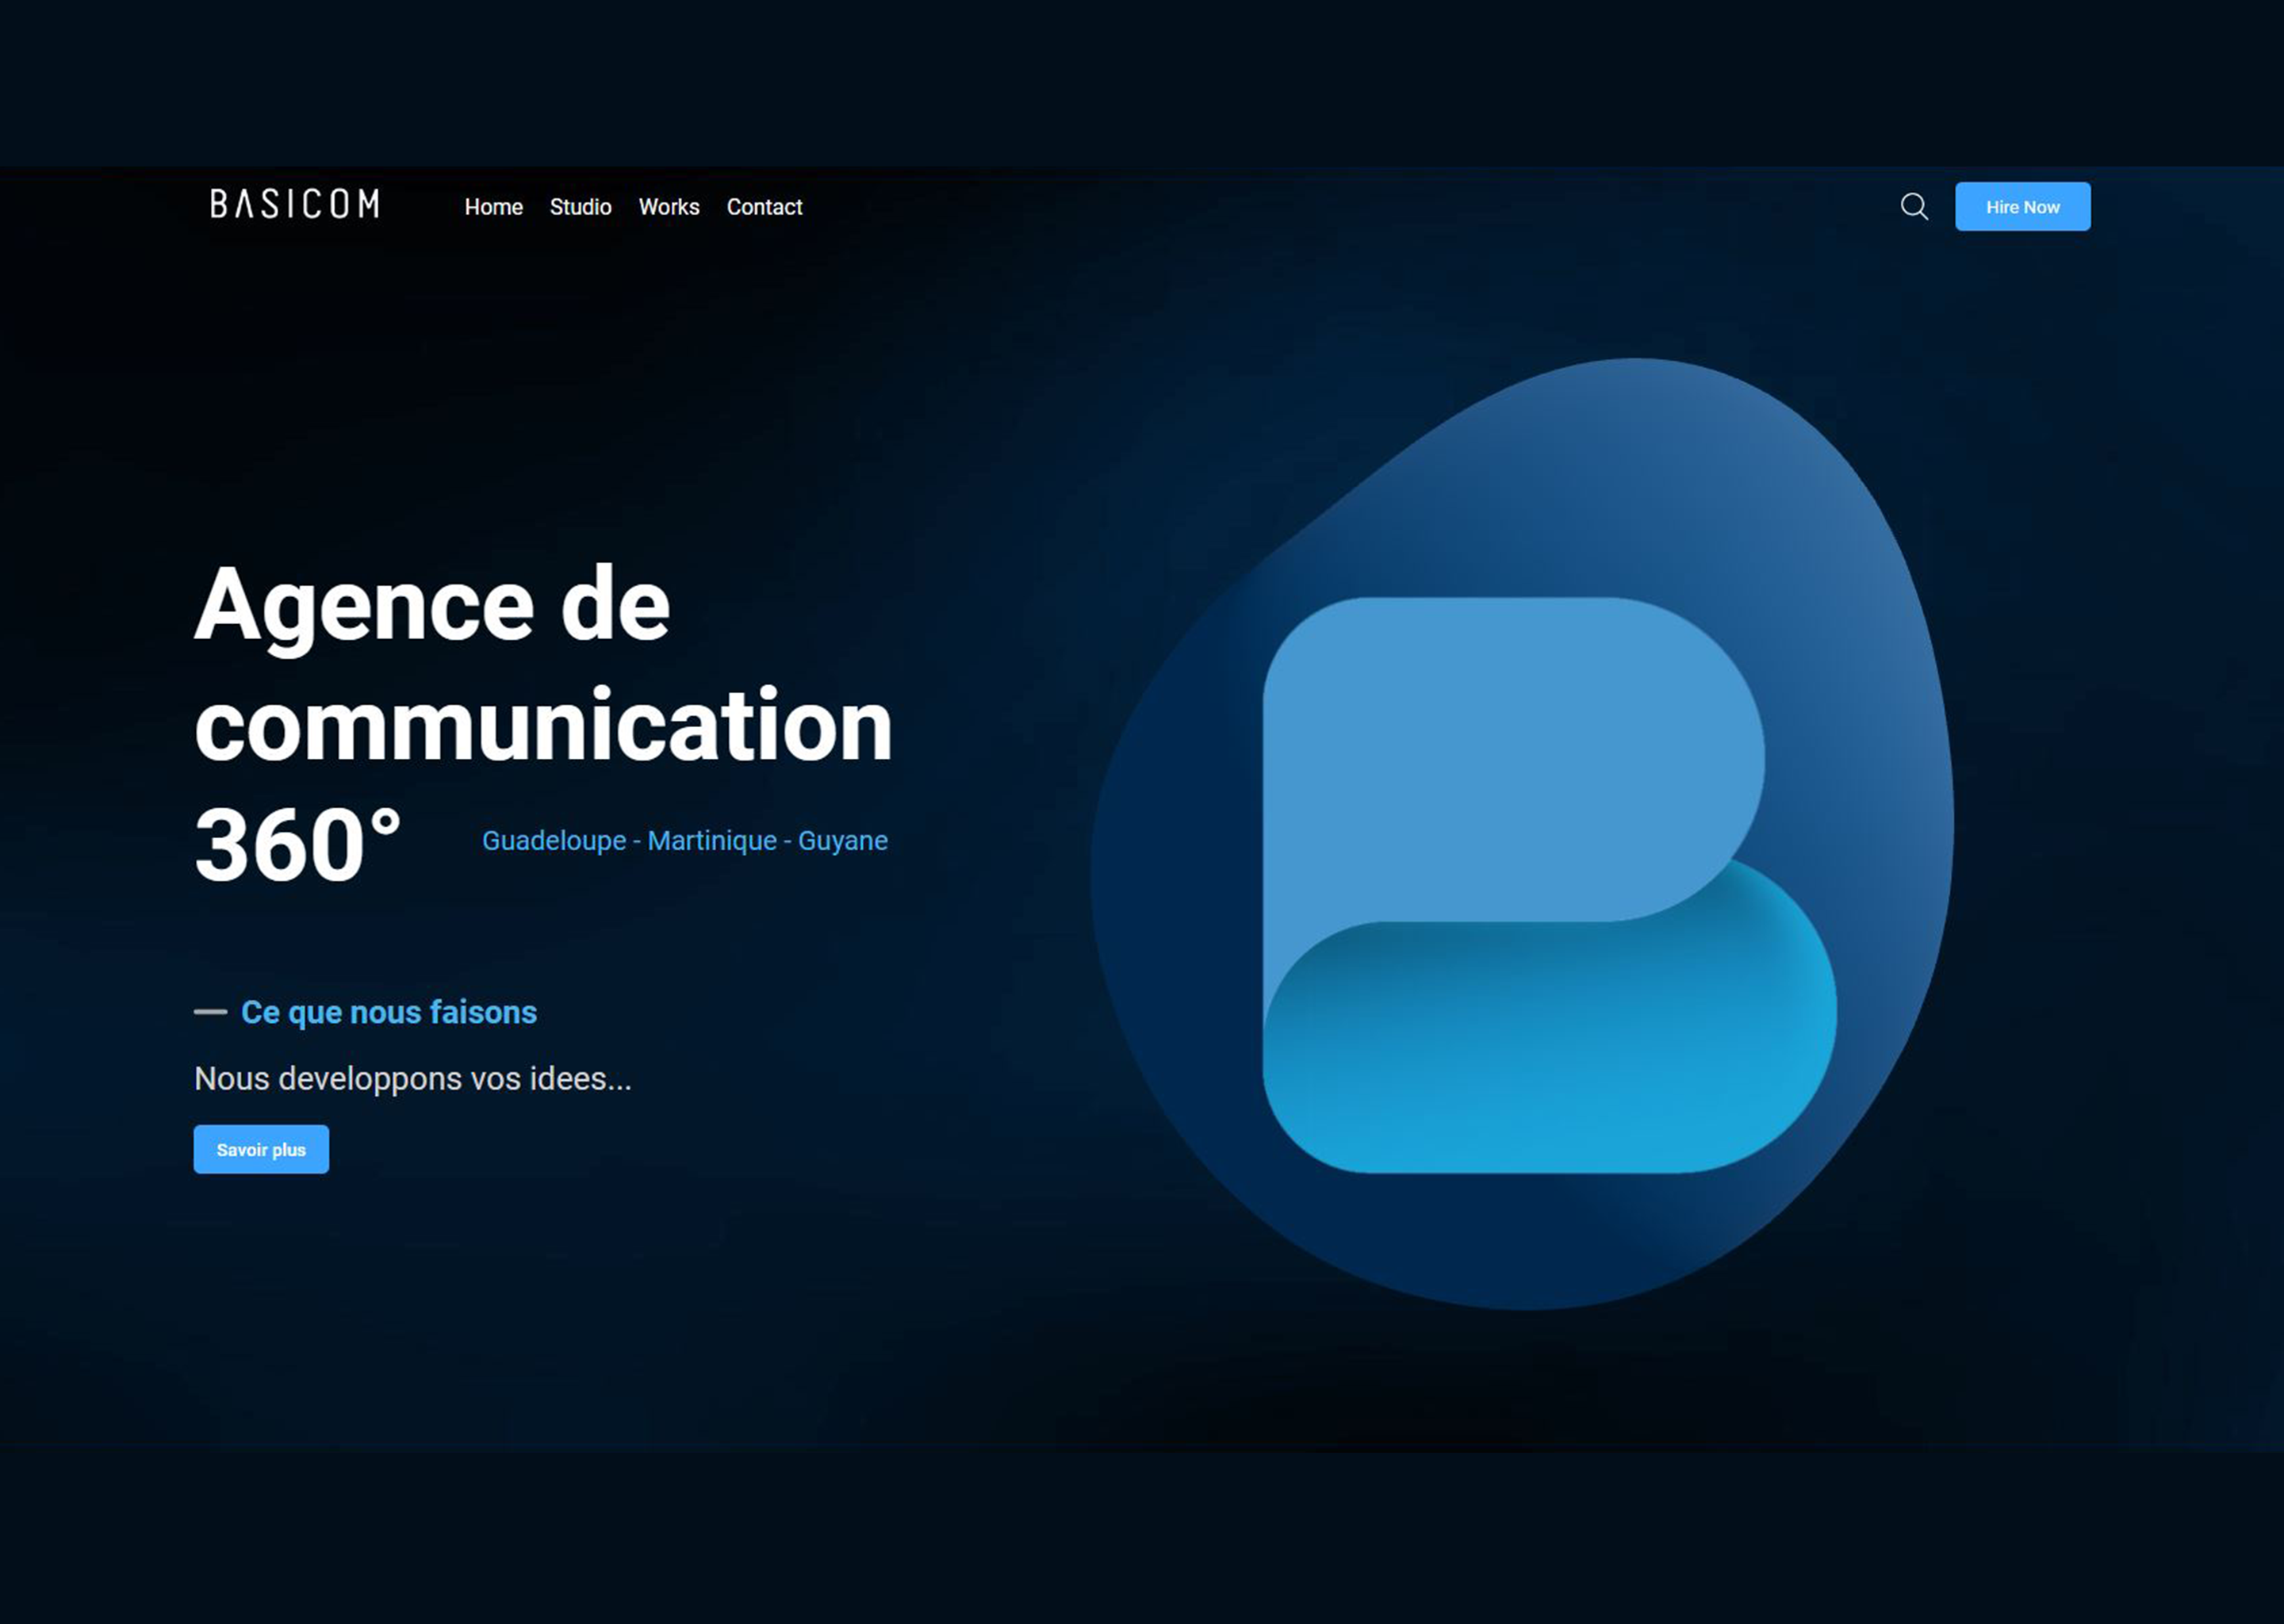 BASICOM
Home Studio Works Contact
Hire Now
Agence de
communication
360°
Guadeloupe - Martinique - Guyane
Ce que nous faisons
Nous developpons vos idees...
Savoir plus